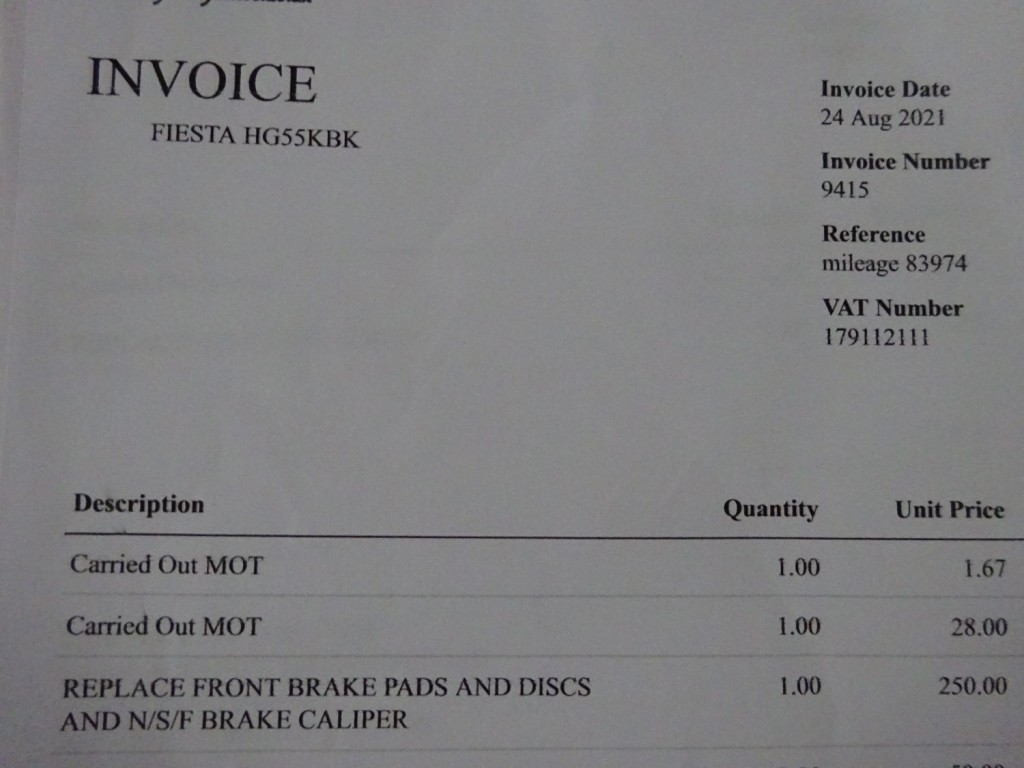 INVOICE
FIESTA HG55KBK
Invoice Date
24 Aug 2021
Invoice Number
9415
Reference
mileage 83974
VAT Number
179112111
Description Quantity Unit Price
Carried Out MOT 1.00 1.67
Carried Out MOT 1.00 28.00
REPLACE FRONT BRAKE PADS AND DISCS 1.00 250.00
AND N/S/F BRAKE CALIPER